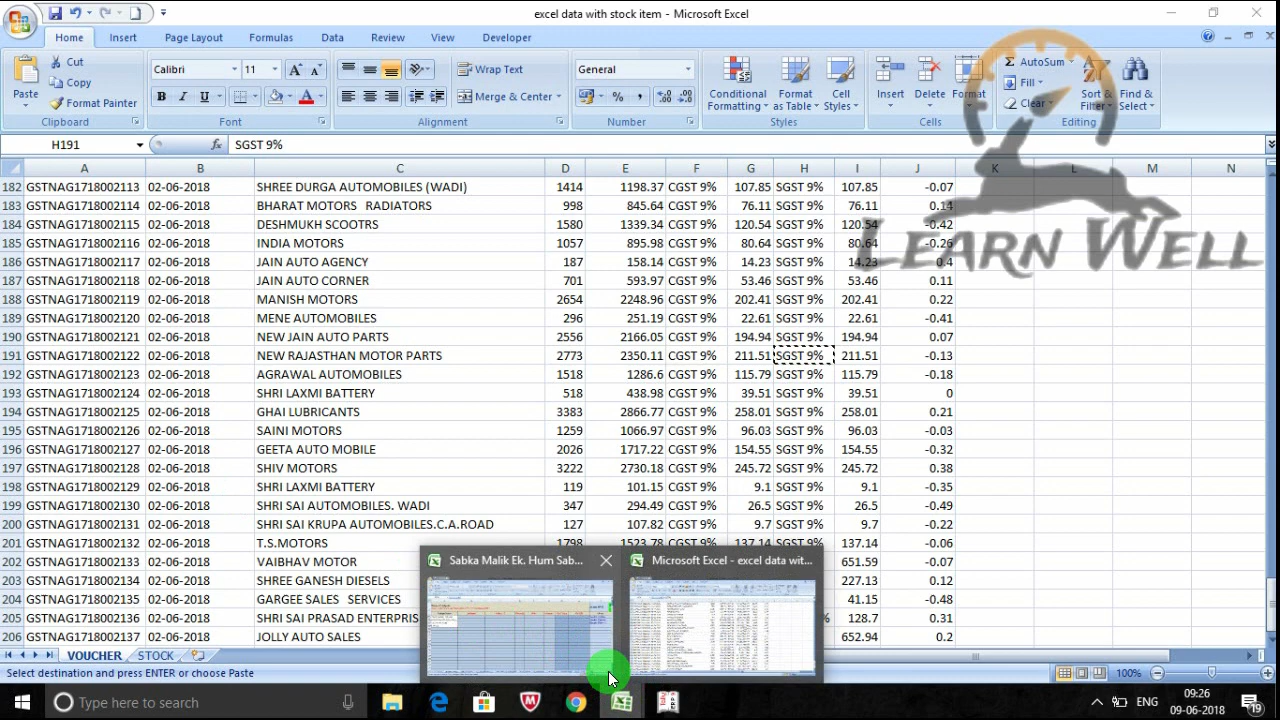 excel data with stock item - Microsoft Excel
Home Insert Page Layout Formulas Data Review View Developer
Paste Cut Copy Format Painter Clipboard
Calibri 11 Font
Wrap Text Merge & Center Alignment
General Number
Conditional Formatting Format as Table Cell Styles Styles
Insert Delete Format Cells
AutoSum Fill Clear Sort & Filter Find & Select Editing
LEARN WELL
H191 fx SGST 9%
A B C D E F G H I J K L M N
182 GSTNAG1718002113 02-06-2018 SHREE DURGA AUTOMOBILES (WADI) 1414 1198.37 CGST 9% 107.85 SGST 9% 107.85 -0.07
183 GSTNAG1718002114 02-06-2018 BHARAT MOTORS RADIATORS 998 845.64 CGST 9% 76.11 SGST 9% 76.11 0.14
184 GSTNAG1718002115 02-06-2018 DESHMUKH SCOOTRS 1580 1339.34 CGST 9% 120.54 SGST 9% 120.54 -0.42
185 GSTNAG1718002116 02-06-2018 INDIA MOTORS 1057 895.98 CGST 9% 80.64 SGST 9% 80.64 -0.26
186 GSTNAG1718002117 02-06-2018 JAIN AUTO AGENCY 187 158.14 CGST 9% 14.23 SGST 9% 14.23 0.4
187 GSTNAG1718002118 02-06-2018 JAIN AUTO CORNER 701 593.97 CGST 9% 53.46 SGST 9% 53.46 0.11
188 GSTNAG1718002119 02-06-2018 MANISH MOTORS 2654 2248.96 CGST 9% 202.41 SGST 9% 202.41 0.22
189 GSTNAG1718002120 02-06-2018 MENE AUTOMOBILES 296 251.19 CGST 9% 22.61 SGST 9% 22.61 -0.41
190 GSTNAG1718002121 02-06-2018 NEW JAIN AUTO PARTS 2556 2166.05 CGST 9% 194.94 SGST 9% 194.94 0.07
191 GSTNAG1718002122 02-06-2018 NEW RAJASTHAN MOTOR PARTS 2773 2350.11 CGST 9% 211.51 SGST 9% 211.51 -0.13
192 GSTNAG1718002123 02-06-2018 AGRAWAL AUTOMOBILES 1518 1286.6 CGST 9% 115.79 SGST 9% 115.79 -0.18
193 GSTNAG1718002124 02-06-2018 SHRI LAXMI BATTERY 518 438.98 CGST 9% 39.51 SGST 9% 39.51 0
194 GSTNAG1718002125 02-06-2018 GHAI LUBRICANTS 3383 2866.77 CGST 9% 258.01 SGST 9% 258.01 0.21
195 GSTNAG1718002126 02-06-2018 SAINI MOTORS 1259 1066.97 CGST 9% 96.03 SGST 9% 96.03 -0.03
196 GSTNAG1718002127 02-06-2018 GEETA AUTO MOBILE 2026 1717.22 CGST 9% 154.55 SGST 9% 154.55 -0.32
197 GSTNAG1718002128 02-06-2018 SHIV MOTORS 3222 2730.18 CGST 9% 245.72 SGST 9% 245.72 0.38
198 GSTNAG1718002129 02-06-2018 SHRI LAXMI BATTERY 119 101.15 CGST 9% 9.1 SGST 9% 9.1 -0.35
199 GSTNAG1718002130 02-06-2018 SHRI SAI AUTOMOBILES. WADI 347 294.49 CGST 9% 26.5 SGST 9% 26.5 -0.49
200 GSTNAG1718002131 02-06-2018 SHRI SAI KRUPA AUTOMOBILES.C.A.ROAD 127 107.82 CGST 9% 9.7 SGST 9% 9.7 -0.22
201 GSTNAG1718002132 02-06-2018 T.S.MOTORS 1798 1523.78 CGST 9% 137.14 SGST 9% 137.14 -0.06
202 GSTNAG1718002133 02-06-2018 VAIBHAV MOTOR 651.59 -0.07
203 GSTNAG1718002134 02-06-2018 SHREE GANESH DIESELS 227.13 0.12
204 GSTNAG1718002135 02-06-2018 GARGEE SALES SERVICES 41.15 -0.48
205 GSTNAG1718002136 02-06-2018 SHRI SAI PRASAD ENTERPRIS % 128.7 0.31
206 GSTNAG1718002137 02-06-2018 JOLLY AUTO SALES 652.94 0.2
Sabka Malik Ek. Hum Sab... Microsoft Excel - excel data wit...
VOUCHER STOCK
Select destination and press ENTER or choose Paste 100%
Type here to search ENG 09:26
09-06-2018 19